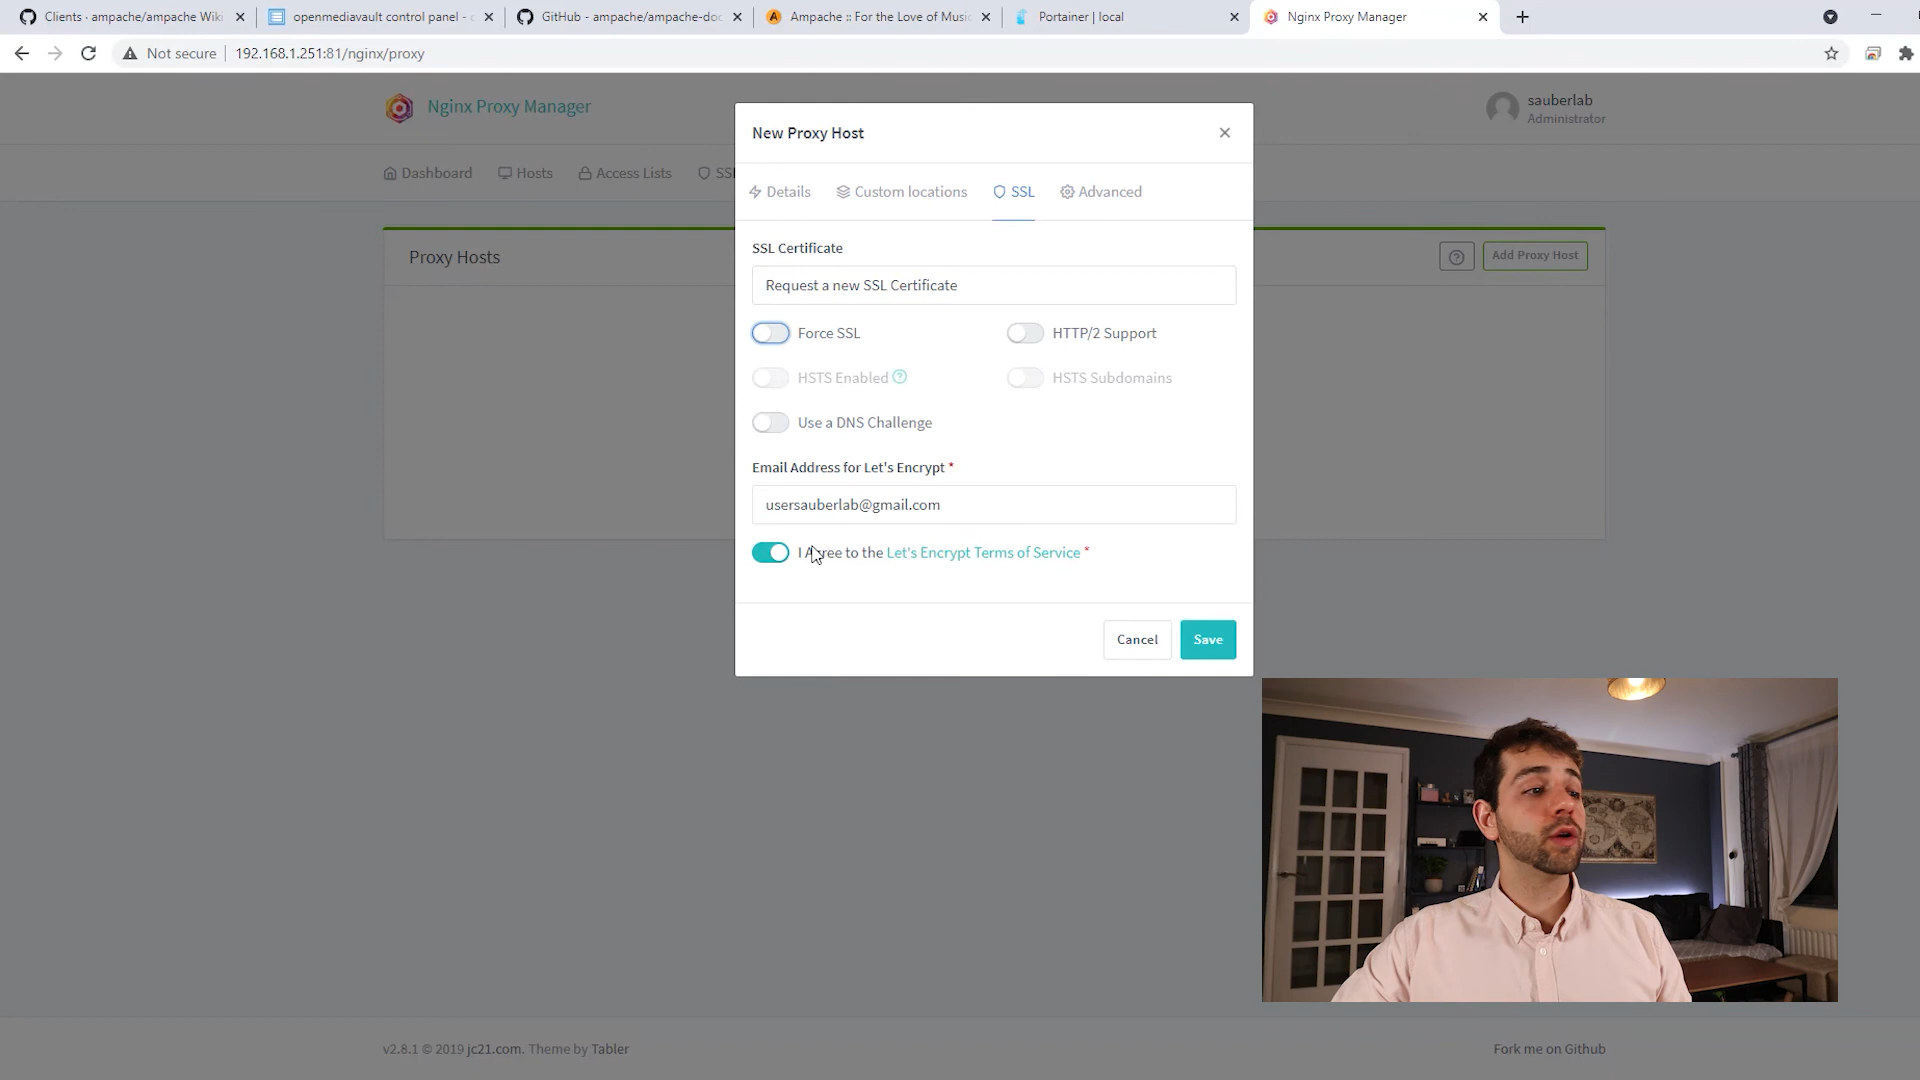 Clients · ampache/ampache Wiki
openmediavault control panel - c
GitHub - ampache/ampache-doc
Ampache :: For the Love of Music
Portainer | local
Nginx Proxy Manager
Not secure
192.168.1.251:81/nginx/proxy
Nginx Proxy Manager
sauberlab
Administrator
Dashboard
Hosts
Access Lists
SSL
New Proxy Host
Details
Custom locations
SSL
Advanced
Proxy Hosts
Add Proxy Host
SSL Certificate
Request a new SSL Certificate
Force SSL
HTTP/2 Support
HSTS Enabled
HSTS Subdomains
Use a DNS Challenge
Email Address for Let's Encrypt *
usersauberlab@gmail.com
I Agree to the Let's Encrypt Terms of Service *
Cancel
Save
v2.8.1 © 2019 jc21.com. Theme by Tabler
Fork me on Github